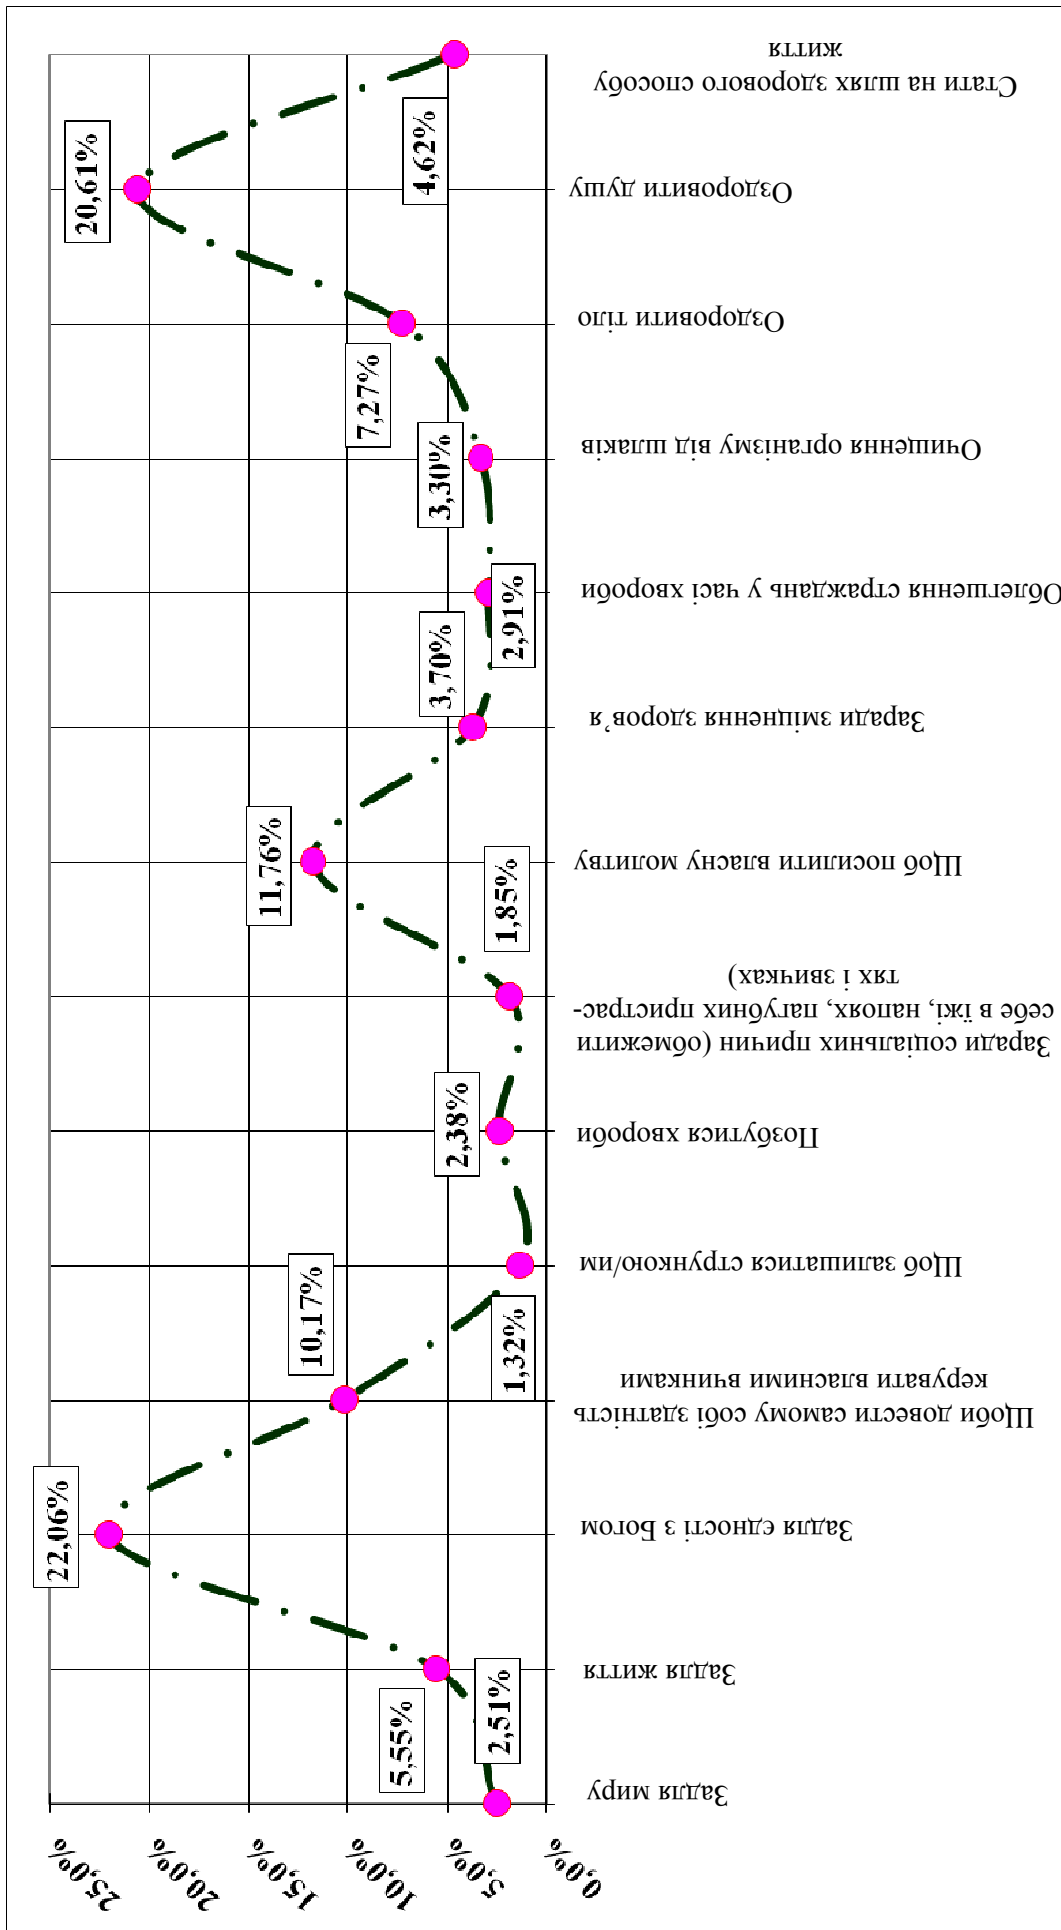 25,0%
20,0%
15,0%
10,0%
5,0%
0,0%
2,51%
5,55%
22,06%
10,17%
1,32%
2,38%
1,85%
11,76%
3,70%
2,91%
3,30%
7,27%
20,61%
4,62%
Задля миру
Задля життя
Задля єдності з Богом
Щоби довести самому собі здатність
керувати власними вчинками
Щоб залишатися стрункою/им
Позбутися хвороби
Заради соціальних причин (обмежити
себе в їжі, напоях, пагубних пристрас-
тях і звичках)
Щоб посилити власну молитву
Заради зміцнення здоров’я
Облегшення страждань у часі хвороби
Очищення організму від шлаків
Оздоровити тіло
Оздоровити душу
Стати на шлях здорового способу
життя